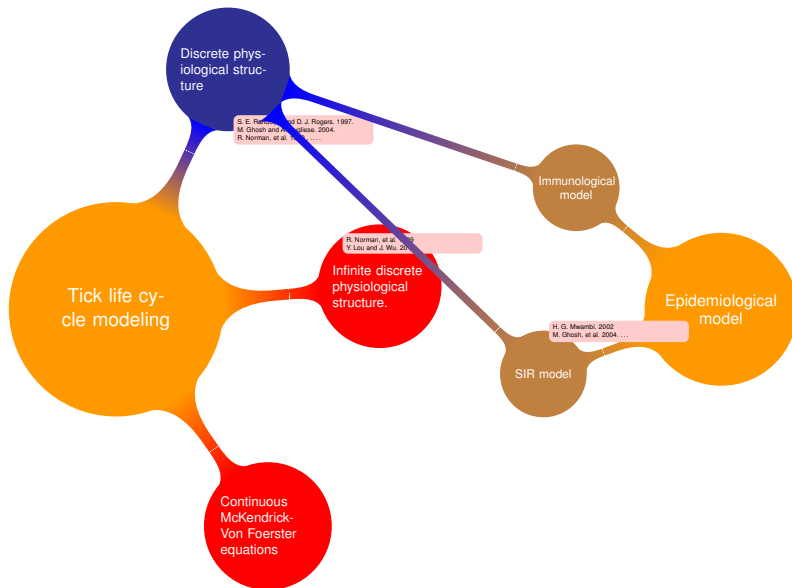 Discrete phys-
iological struc-
ture
S. E. and D. J. Rogers. 1997.
M. Ghosh and A. 2004.
R. Norman, et al.
Immunological
model
R. Norman, et al.
Y. Lou and J. Wu.
Infinite discrete
physiological
structure.
Tick life cy-
cle modeling
Epidemiological
model
H. G. Mwambi. 2002
M. Ghosh, et al. 2004. ...
SIR model
Continuous
McKendrick-
Von Foerster
equations